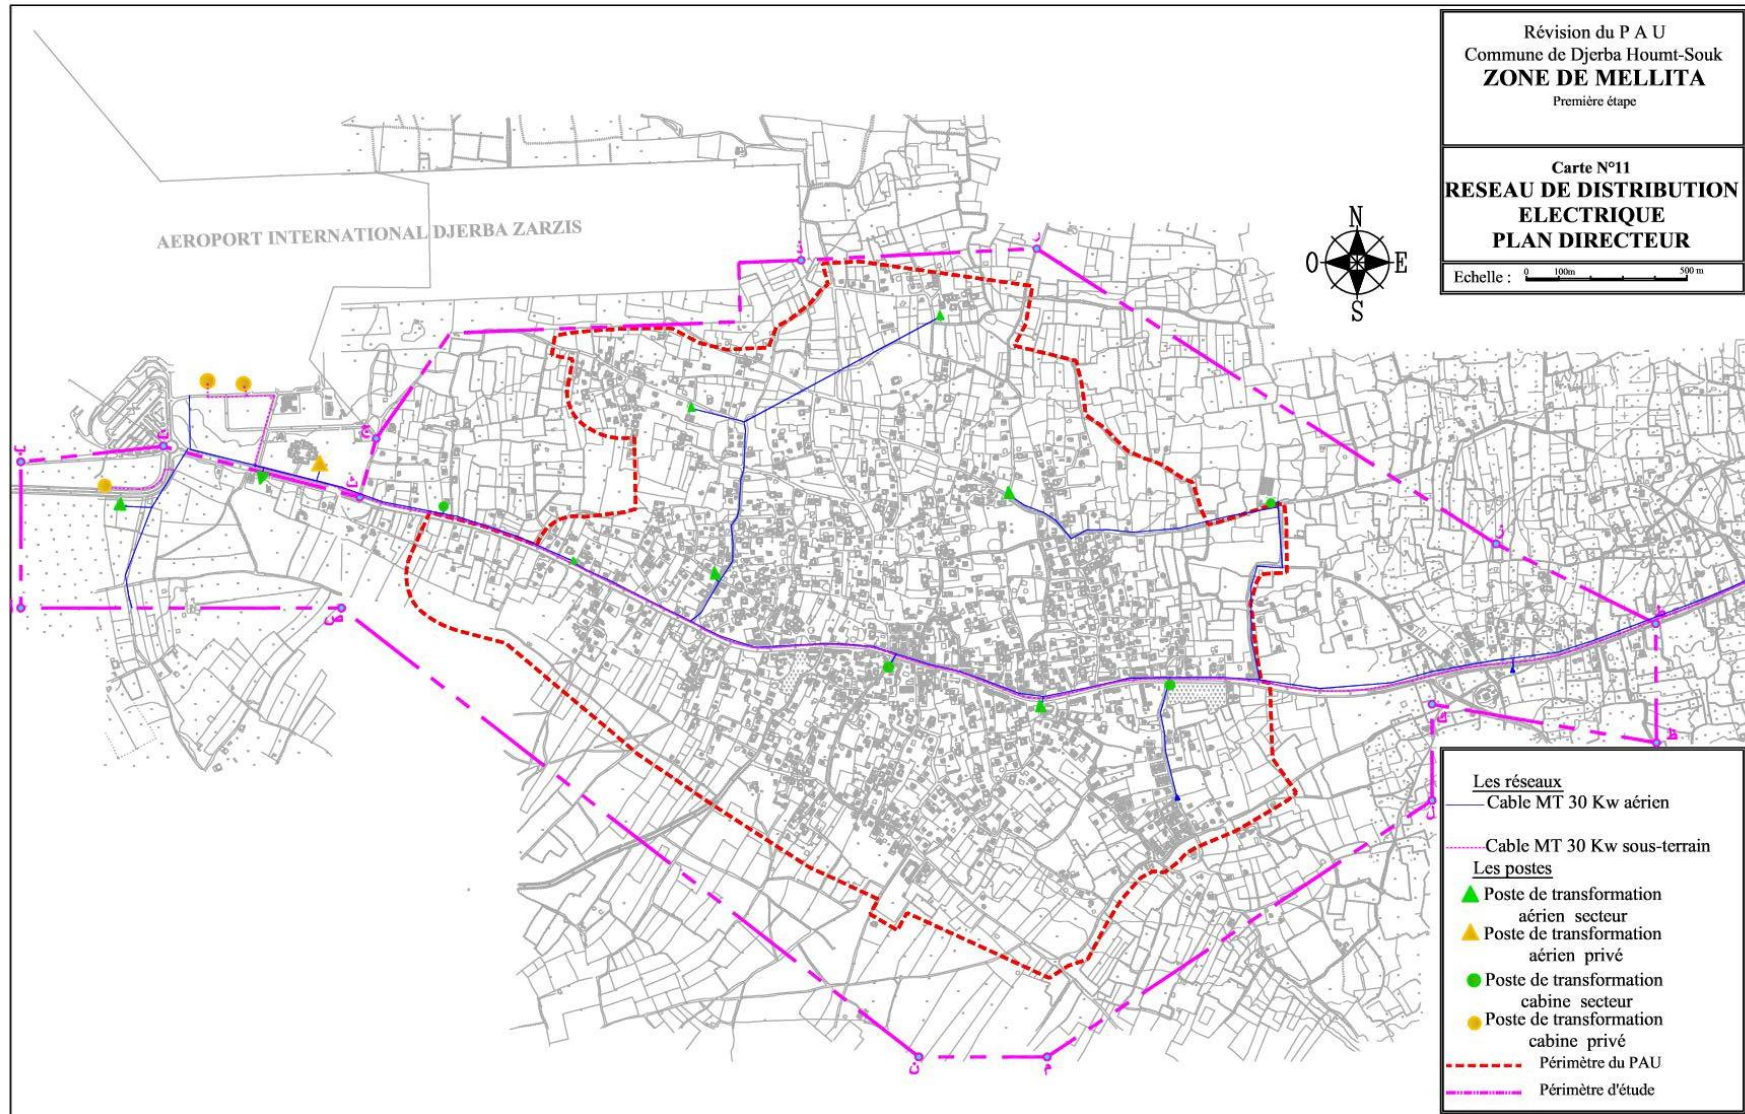 Révision du P A U
Commune de Djerba Houmt-Souk
ZONE DE MELLITA
Première étape
Carte N°11
RESEAU DE DISTRIBUTION
ELECTRIQUE
PLAN DIRECTEUR
Echelle : 0 100m 500 m
AEROPORT INTERNATIONAL DJERBA ZARZIS
N
O E
S
Les réseaux
Cable MT 30 Kw aérien
Cable MT 30 Kw sous-terrain
Les postes
Poste de transformation
aérien secteur
Poste de transformation
aérien privé
Poste de transformation
cabine secteur
Poste de transformation
cabine privé
Périmètre du PAU
Périmètre d'étude